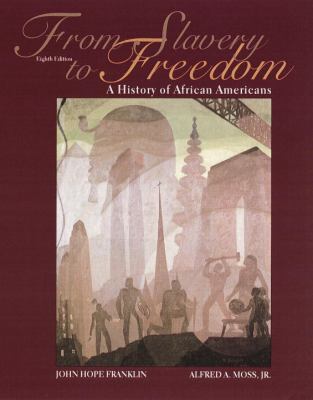 From Slavery
Eighth Edition
to Freedom
A History of African Americans
JOHN HOPE FRANKLIN
ALFRED A. MOSS, JR.